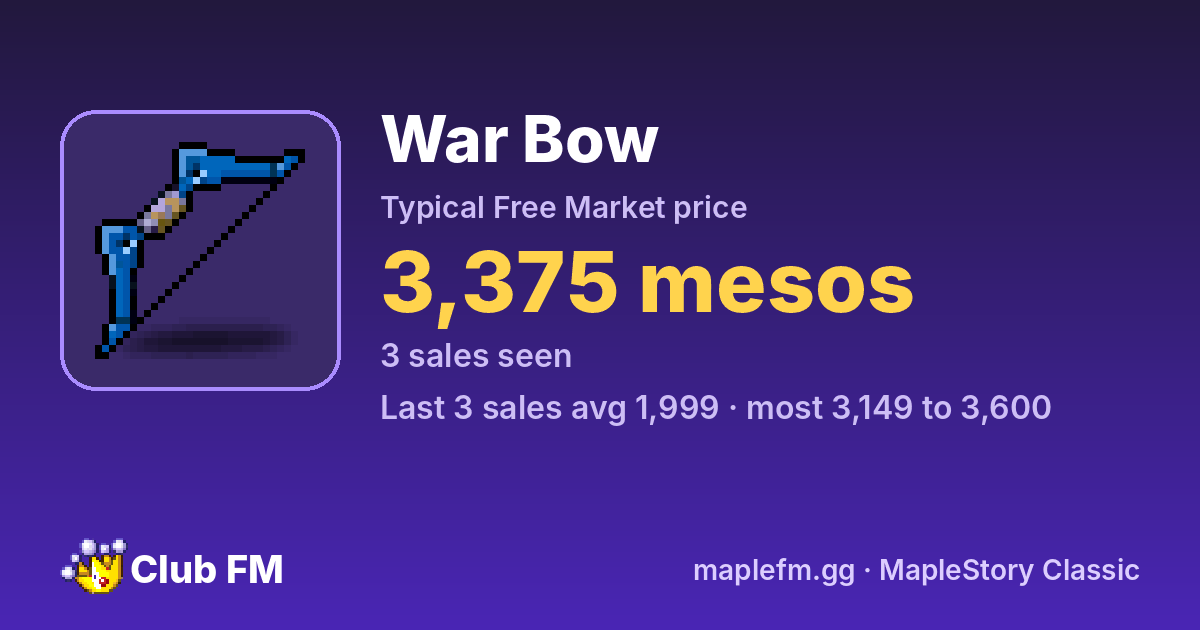 War Bow
Typical Free Market price
3,375 mesos
3 sales seen
Last 3 sales avg 1,999 · most 3,149 to 3,600
Club FM
maplefm.gg · MapleStory Classic